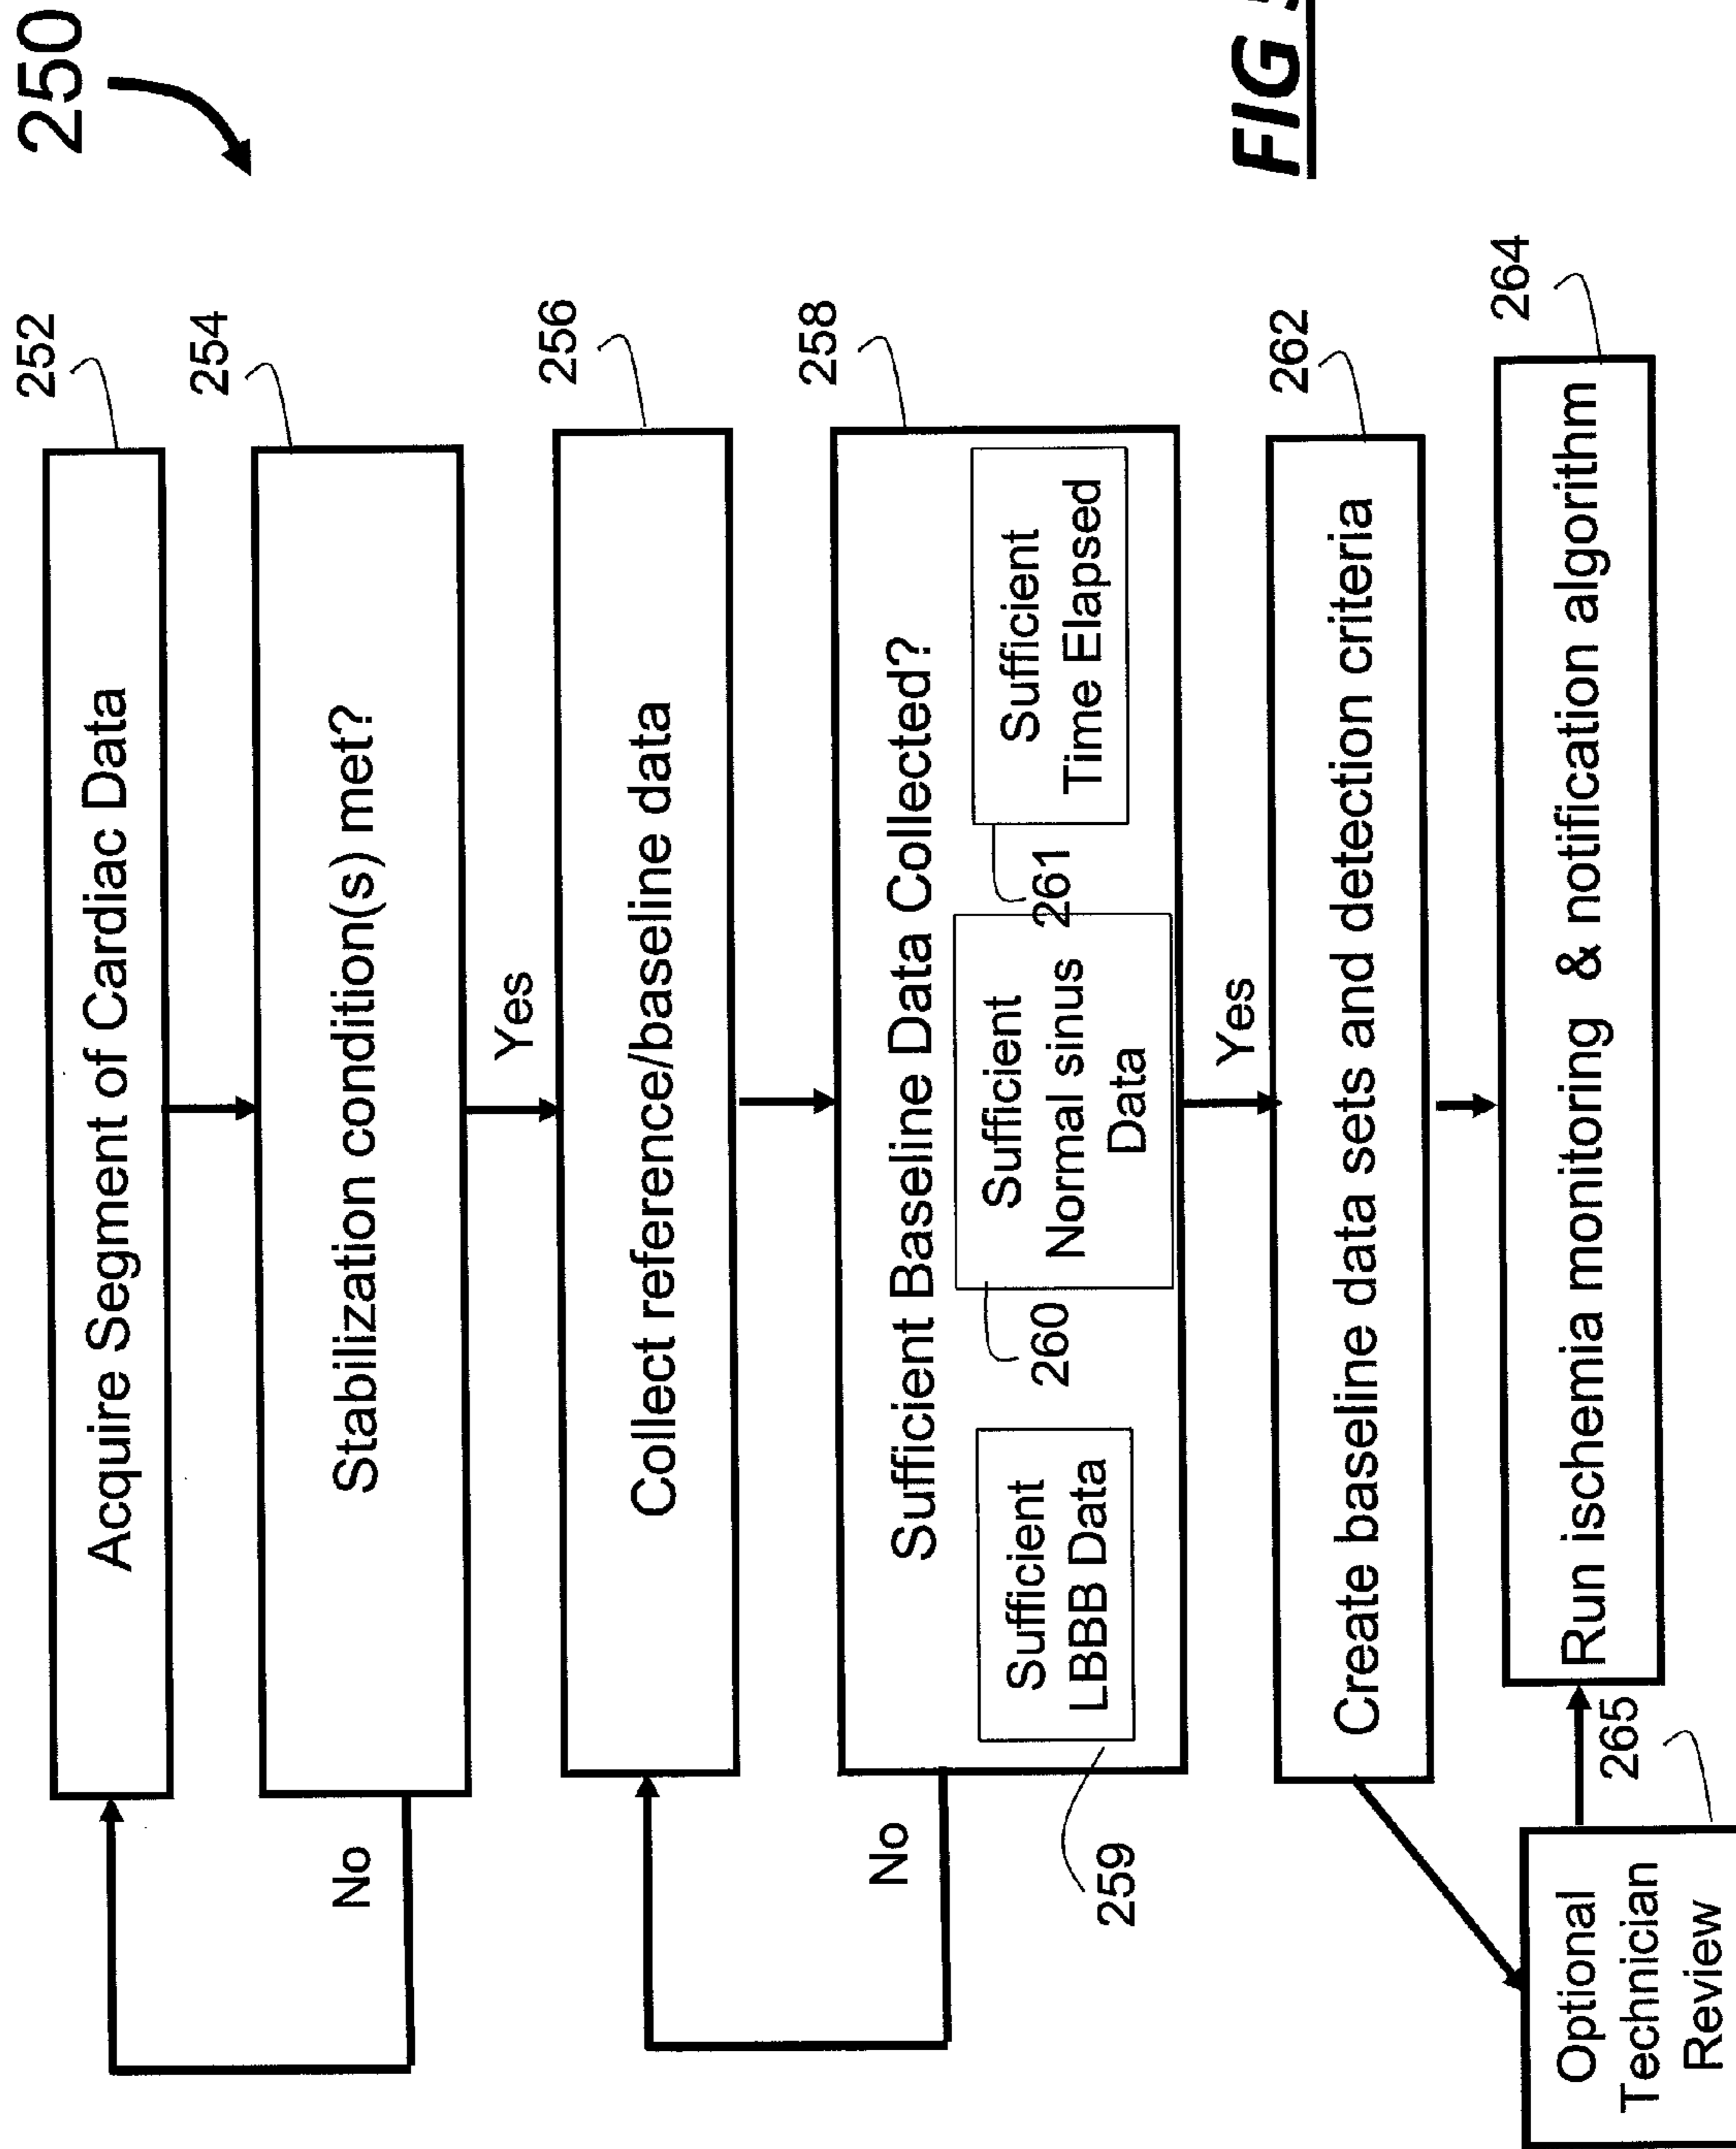 250
252
Acquire Segment of Cardiac Data
254
Stabilization condition(s) met?
No
Yes
256
Collect reference/baseline data
258
Sufficient Baseline Data Collected?
Sufficient
LBBB Data
259
Sufficient
Normal sinus
Data
260
Sufficient
Time Elapsed
261
No
Yes
262
Create baseline data sets and detection criteria
264
Run ischemia monitoring & notification algorithm
265
Optional
Technician
Review
FIG